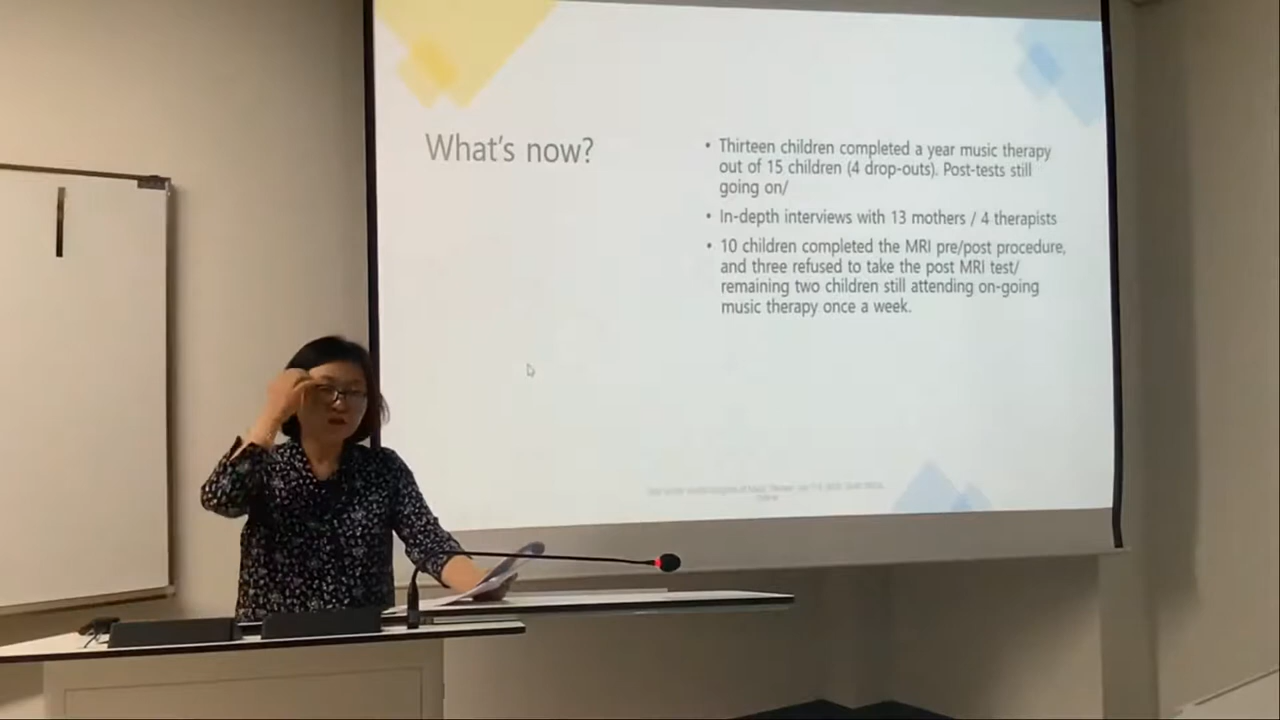 What's now?
• Thirteen children completed a year music therapy
out of 15 children (4 drop-outs). Post-tests still
going on/
• In-depth interviews with 13 mothers / 4 therapists
• 10 children completed the MRI pre/post procedure,
and three refused to take the post MRI test/
remaining two children still attending on-going
music therapy once a week.